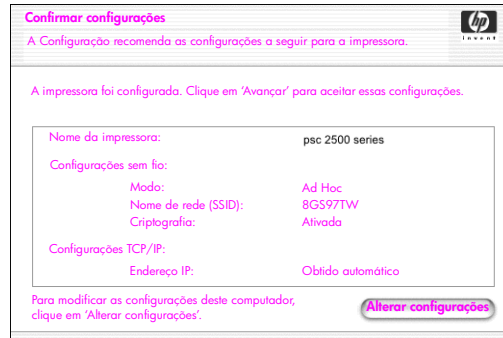 Confirmar configurações
A Configuração recomenda as configurações a seguir para a impressora.
hp
invent
A impressora foi configurada. Clique em ‘Avançar’ para aceitar essas configurações.
Nome da impressora: psc 2500 series
Configurações sem fio:
Modo: Ad Hoc
Nome de rede (SSID): 8GS97TW
Criptografia: Ativada
Configurações TCP/IP:
Endereço IP: Obtido automático
Para modificar as configurações deste computador,
clique em ‘Alterar configurações’.
Alterar configurações